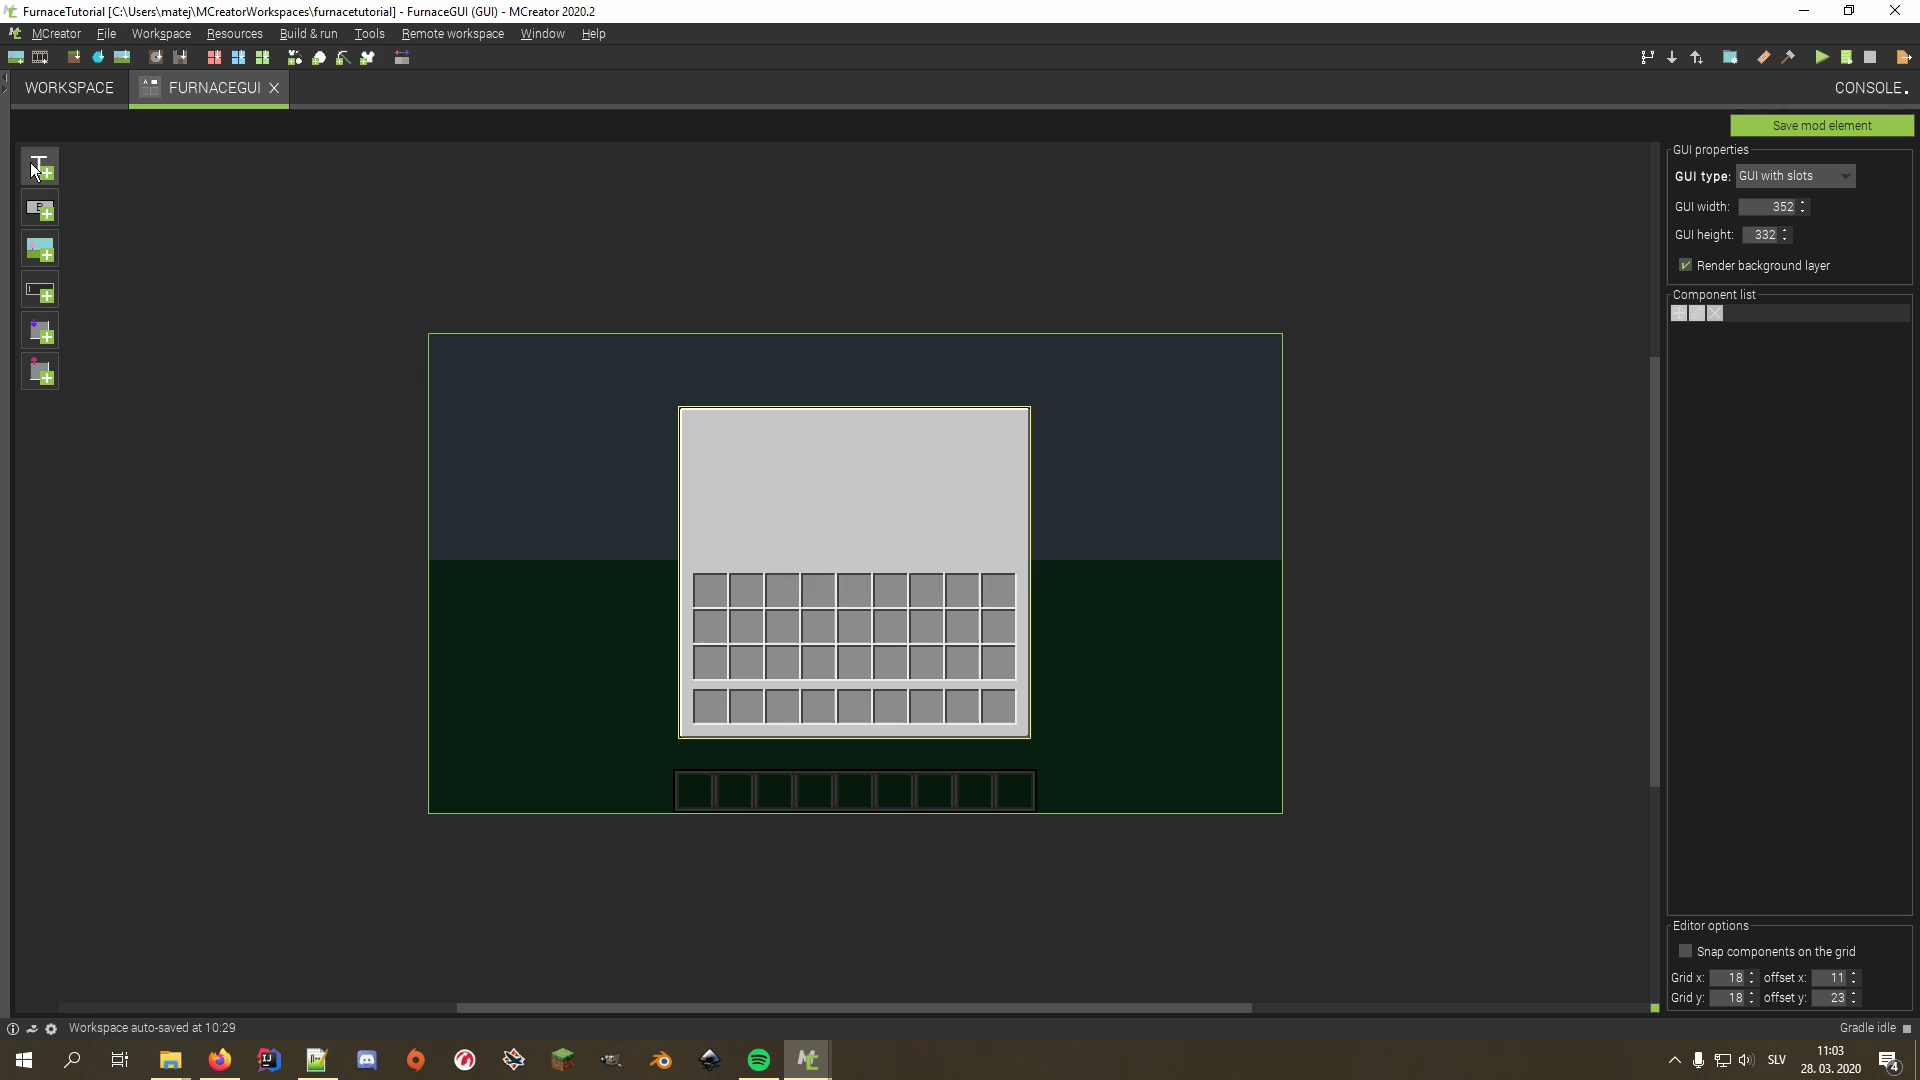 FurnaceTutorial [C:\Users\matej\MCreatorWorkspaces\furnacetutorial] - FurnaceGUI (GUI) - MCreator 2020.2
MCreator File Workspace Resources Build & run Tools Remote workspace Window Help
WORKSPACE FURNACEGUI CONSOLE
Save mod element
GUI properties
GUI type: GUI with slots
GUI width: 352
GUI height: 332
Render background layer
Component list
Editor options
Snap components on the grid
Grid x: 18 offset x: 11
Grid y: 18 offset y: 23
Workspace auto-saved at 10:29 Gradle idle
SLV 11:03
28. 03. 2020 4